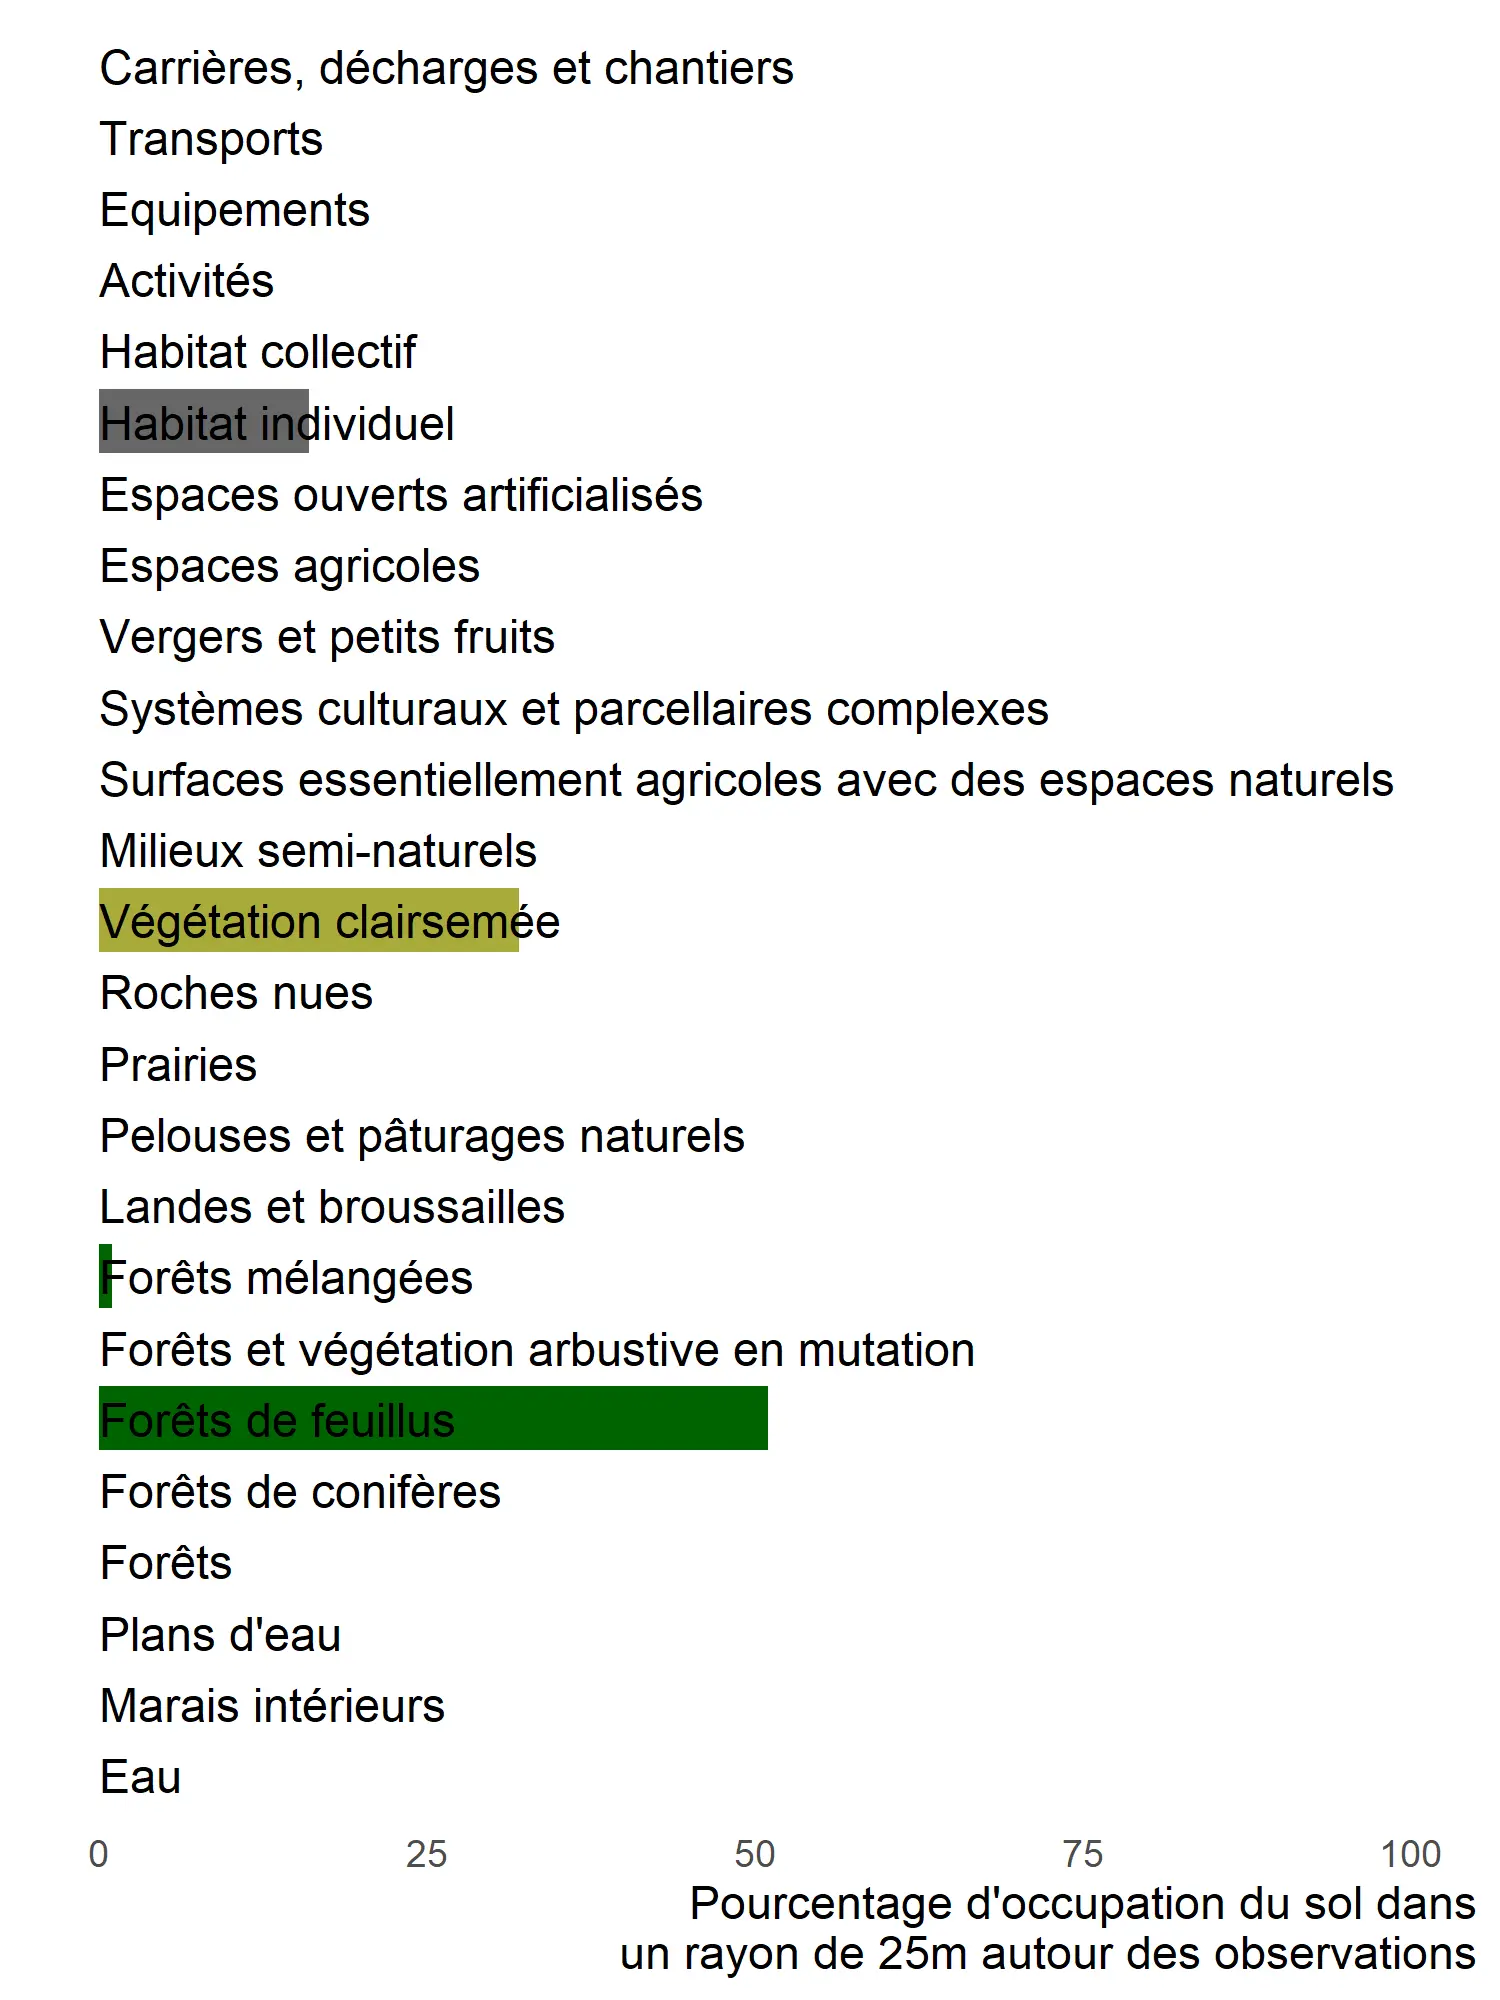 Carrières, décharges et chantiers
Transports
Equipements
Activités
Habitat collectif
Habitat individuel
Espaces ouverts artificialisés
Espaces agricoles
Vergers et petits fruits
Systèmes culturaux et parcellaires complexes
Surfaces essentiellement agricoles avec des espaces naturels
Milieux semi-naturels
Végétation clairsemée
Roches nues
Prairies
Pelouses et pâturages naturels
Landes et broussailles
Forêts mélangées
Forêts et végétation arbustive en mutation
Forêts de feuillus
Forêts de conifères
Forêts
Plans d'eau
Marais intérieurs
Eau
0 25 50 75 100
Pourcentage d'occupation du sol dans
un rayon de 25m autour des observations